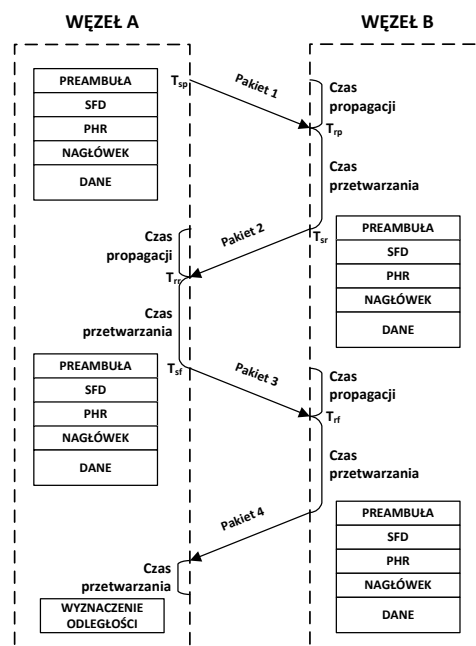 WĘZEŁ A
WĘZEŁ B
PREAMBUŁA
SFD
PHR
NAGŁÓWEK
DANE
Tsp
Pakiet 1
Czas
propagacji
Trp
Czas
przetwarzania
Tsr
PREAMBUŁA
SFD
PHR
NAGŁÓWEK
DANE
Pakiet 2
Czas
propagacji
Trr
Czas
przetwarzania
Tsf
PREAMBUŁA
SFD
PHR
NAGŁÓWEK
DANE
Pakiet 3
Czas
propagacji
Trf
Czas
przetwarzania
PREAMBUŁA
SFD
PHR
NAGŁÓWEK
DANE
Pakiet 4
Czas
przetwarzania
WYZNACZENIE
ODLEGŁOŚCI